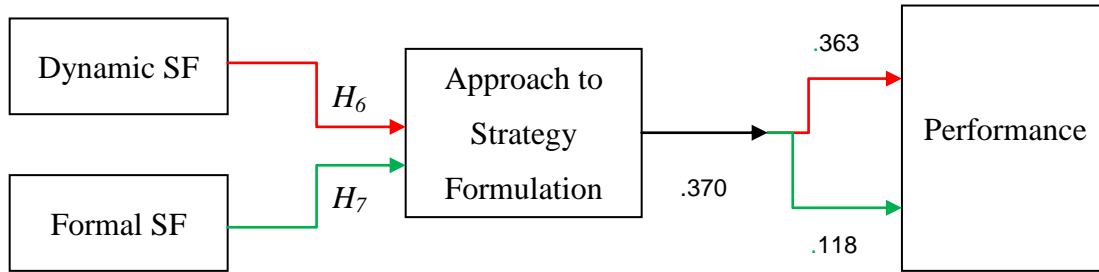 Dynamic SF
H6
Approach to
Strategy
Formulation
.363
Performance
.370
Formal SF
H7
.118